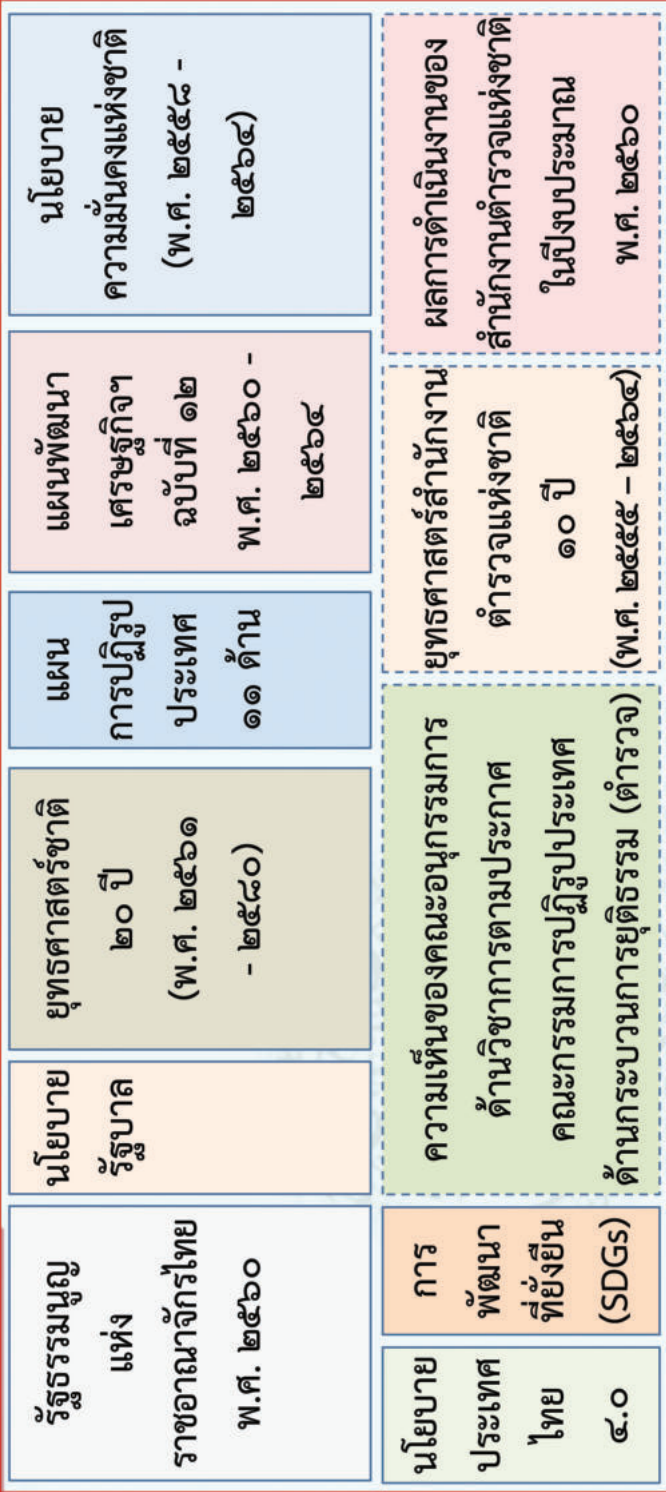 รัฐธรรมนูญ
แห่ง
ราชอาณาจักรไทย
พ.ศ. ๒๕๖๐
นโยบาย
รัฐบาล
ยุทธศาสตร์ชาติ
๒๐ ปี
(พ.ศ. ๒๕๖๑
- ๒๕๘๐)
แผน
การปฏิรูป
ประเทศ
๑๑ ด้าน
แผนพัฒนา
เศรษฐกิจฯ
ฉบับที่ ๑๒
พ.ศ. ๒๕๖๐ -
๒๕๖๔
นโยบาย
ความมั่นคงแห่งชาติ
(พ.ศ. ๒๕๕๘ -
๒๕๖๔)
นโยบาย
ประเทศ
ไทย
๔.๐
การ
พัฒนา
ที่ยั่งยืน
(SDGs)
ความเห็นของคณะอนุกรรมการ
ด้านวิชาการตามประกาศ
คณะกรรมการปฏิรูปประเทศ
ด้านกระบวนการยุติธรรม (ตำรวจ)
ยุทธศาสตร์สำนักงาน
ตำรวจแห่งชาติ
๑๐ ปี
(พ.ศ. ๒๕๕๕ – ๒๕๖๔)
ผลการดำเนินงานของ
สำนักงานตำรวจแห่งชาติ
ในปีงบประมาณ
พ.ศ. ๒๕๖๐